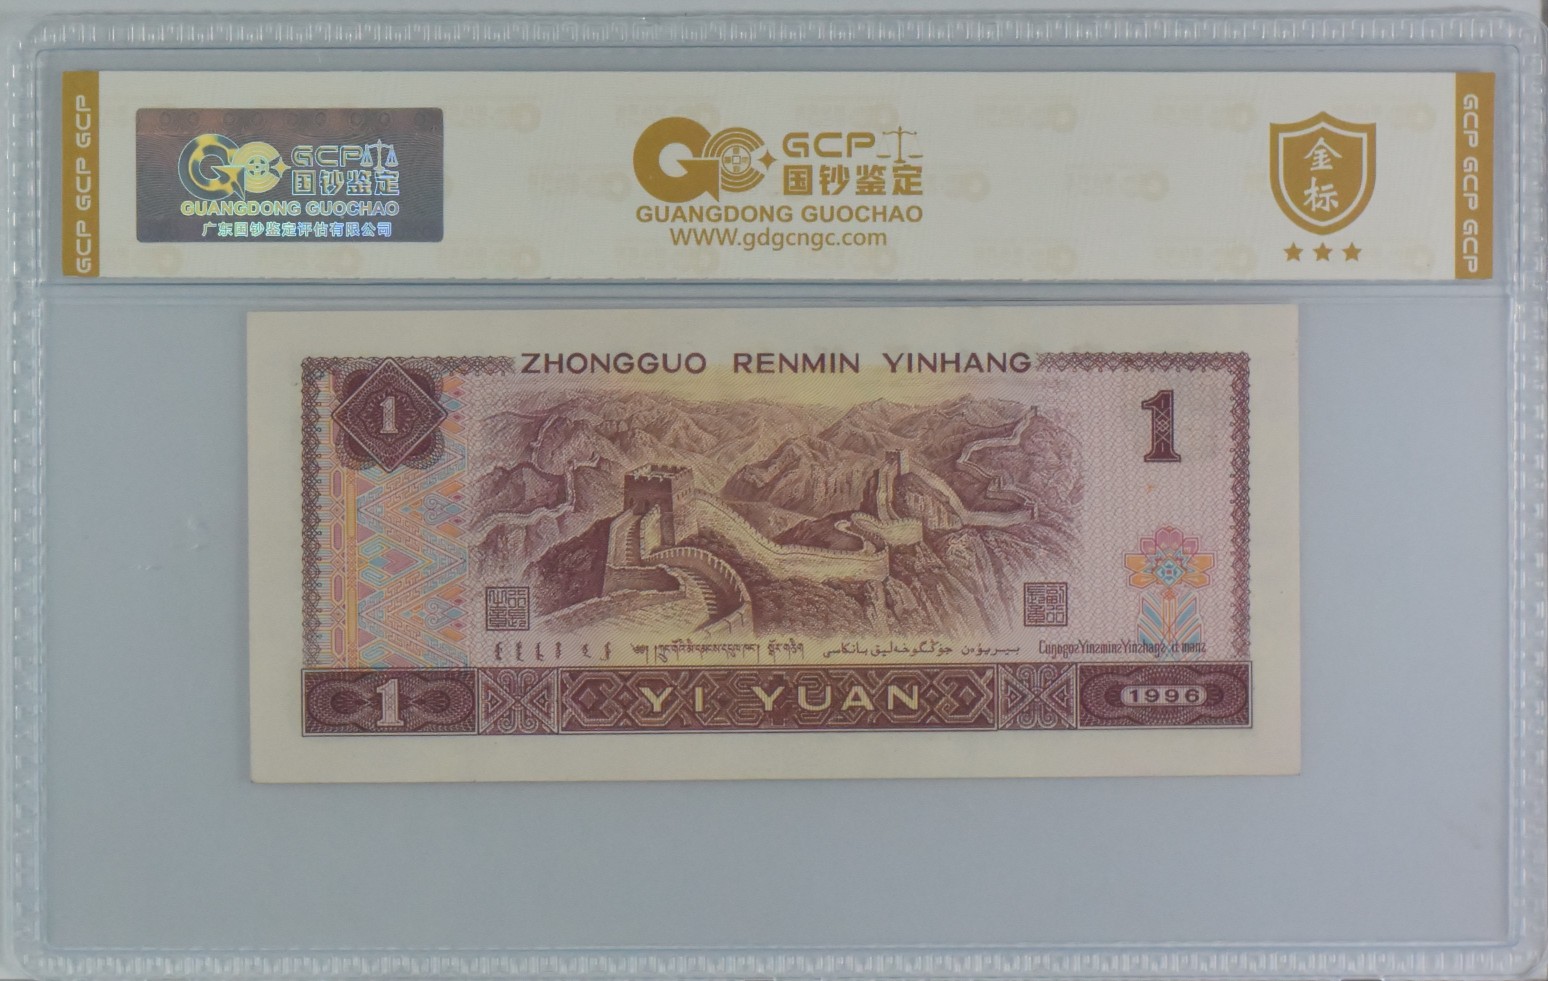 GCP GCP GCP
GCP
国钞鉴定
GUANGDONG GUOCHAO
广东国钞鉴定评估有限公司
GCP
国钞鉴定
GUANGDONG GUOCHAO
WWW.gdgcngc.com
金
标
GCP GCP GCP
ZHONGGUO RENMIN YINHANG
1
1
1
YI YUAN
1996